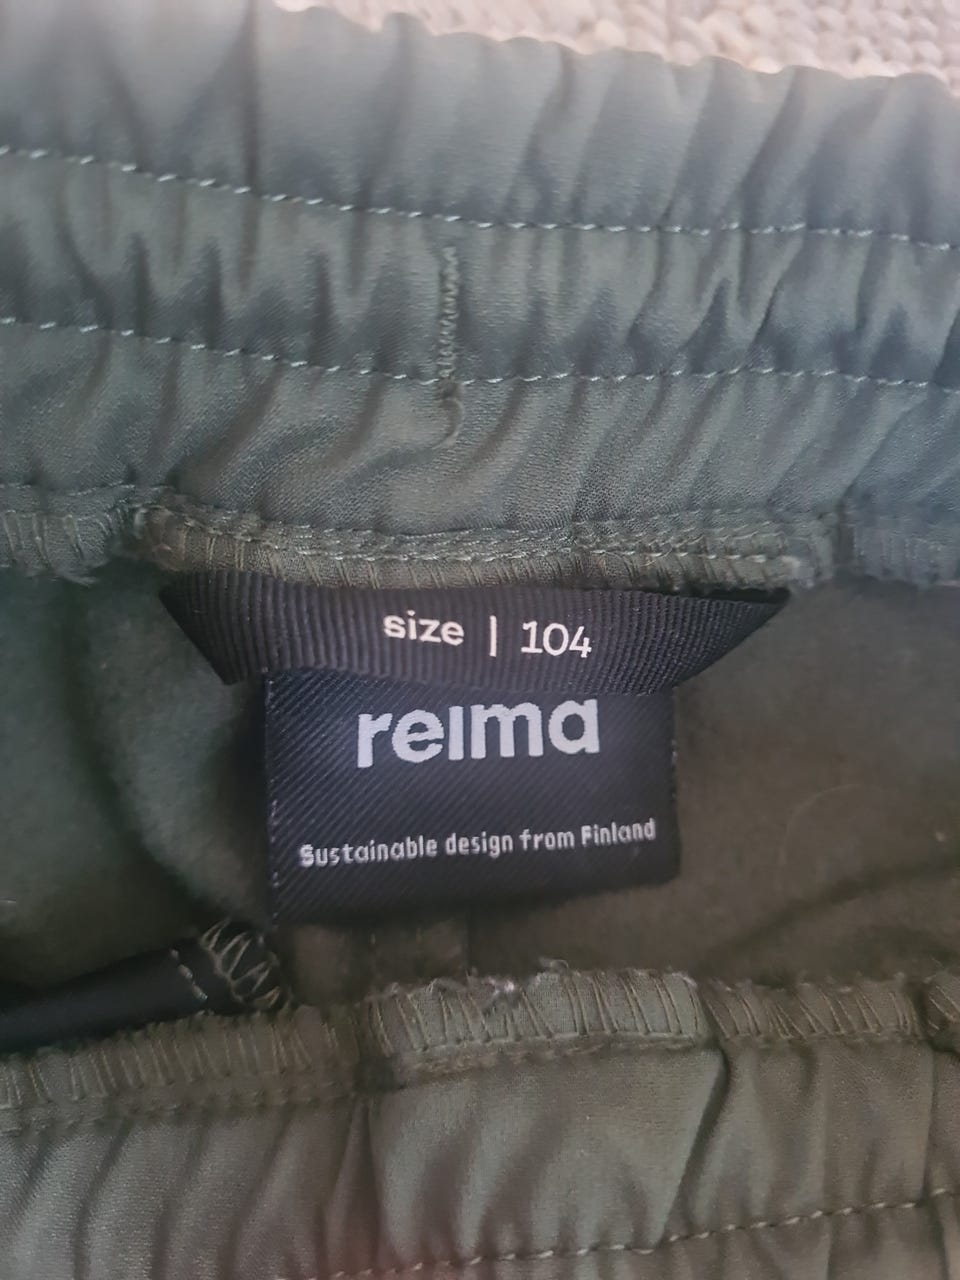 size | 104
reima
Sustainable design from Finland